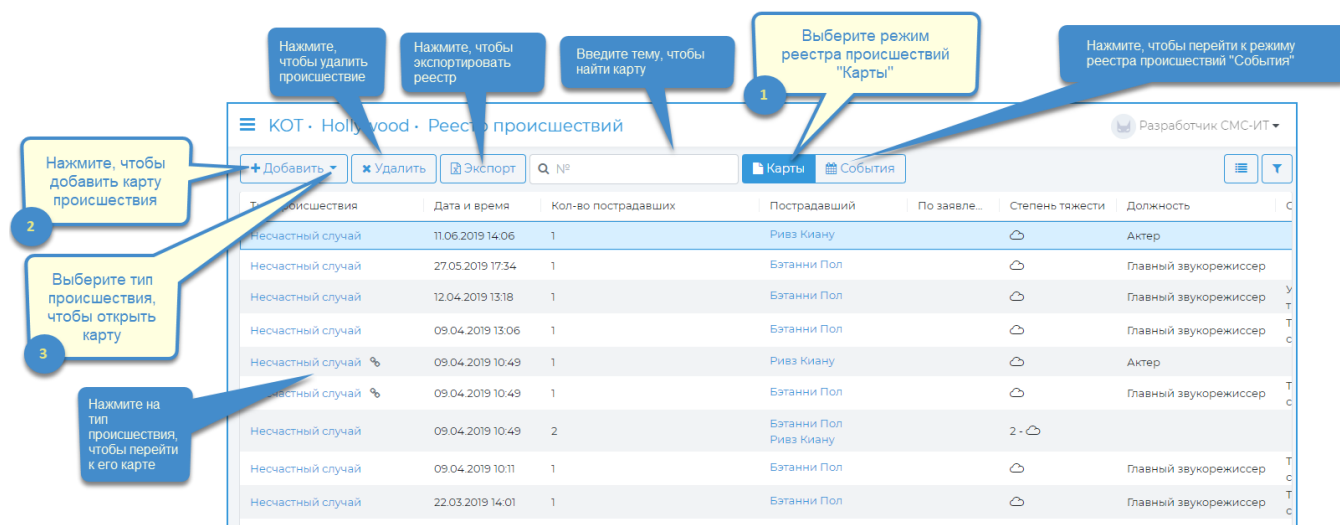 Нажмите,
чтобы удалить
происшествие
Нажмите, чтобы
экспортировать
реестр
Введите тему, чтобы
найти карту
Выберите режим
реестра происшествий
"Карты"
1
Нажмите, чтобы перейти к режиму
реестра происшествий "События"
КОТ · Hollywood · Реестр происшествий
Разработчик СМС-ИТ
Нажмите, чтобы
добавить карту
происшествия
2
Добавить
Удалить
Экспорт
№
Карты
События
происшествия Дата и время Кол-во пострадавших Пострадавший По заявле... Степень тяжести Должность
Несчастный случай 11.06.2019 14:06 1 Ривз Киану Актер
Несчастный случай 27.05.2019 17:34 1 Бэтанни Пол Главный звукорежиссер
Несчастный случай 12.04.2019 13:18 1 Бэтанни Пол Главный звукорежиссер
Несчастный случай 09.04.2019 13:06 1 Бэтанни Пол Главный звукорежиссер
Несчастный случай 09.04.2019 10:49 1 Ривз Киану Актер
Несчастный случай 09.04.2019 10:49 1 Бэтанни Пол Главный звукорежиссер
Несчастный случай 09.04.2019 10:49 2 Бэтанни Пол 2 -
Ривз Киану
Несчастный случай 09.04.2019 10:11 1 Бэтанни Пол Главный звукорежиссер
Несчастный случай 22.03.2019 14:01 1 Бэтанни Пол Главный звукорежиссер
Выберите тип
происшествия,
чтобы открыть
карту
3
Нажмите на
тип
происшествия,
чтобы перейти
к его карте